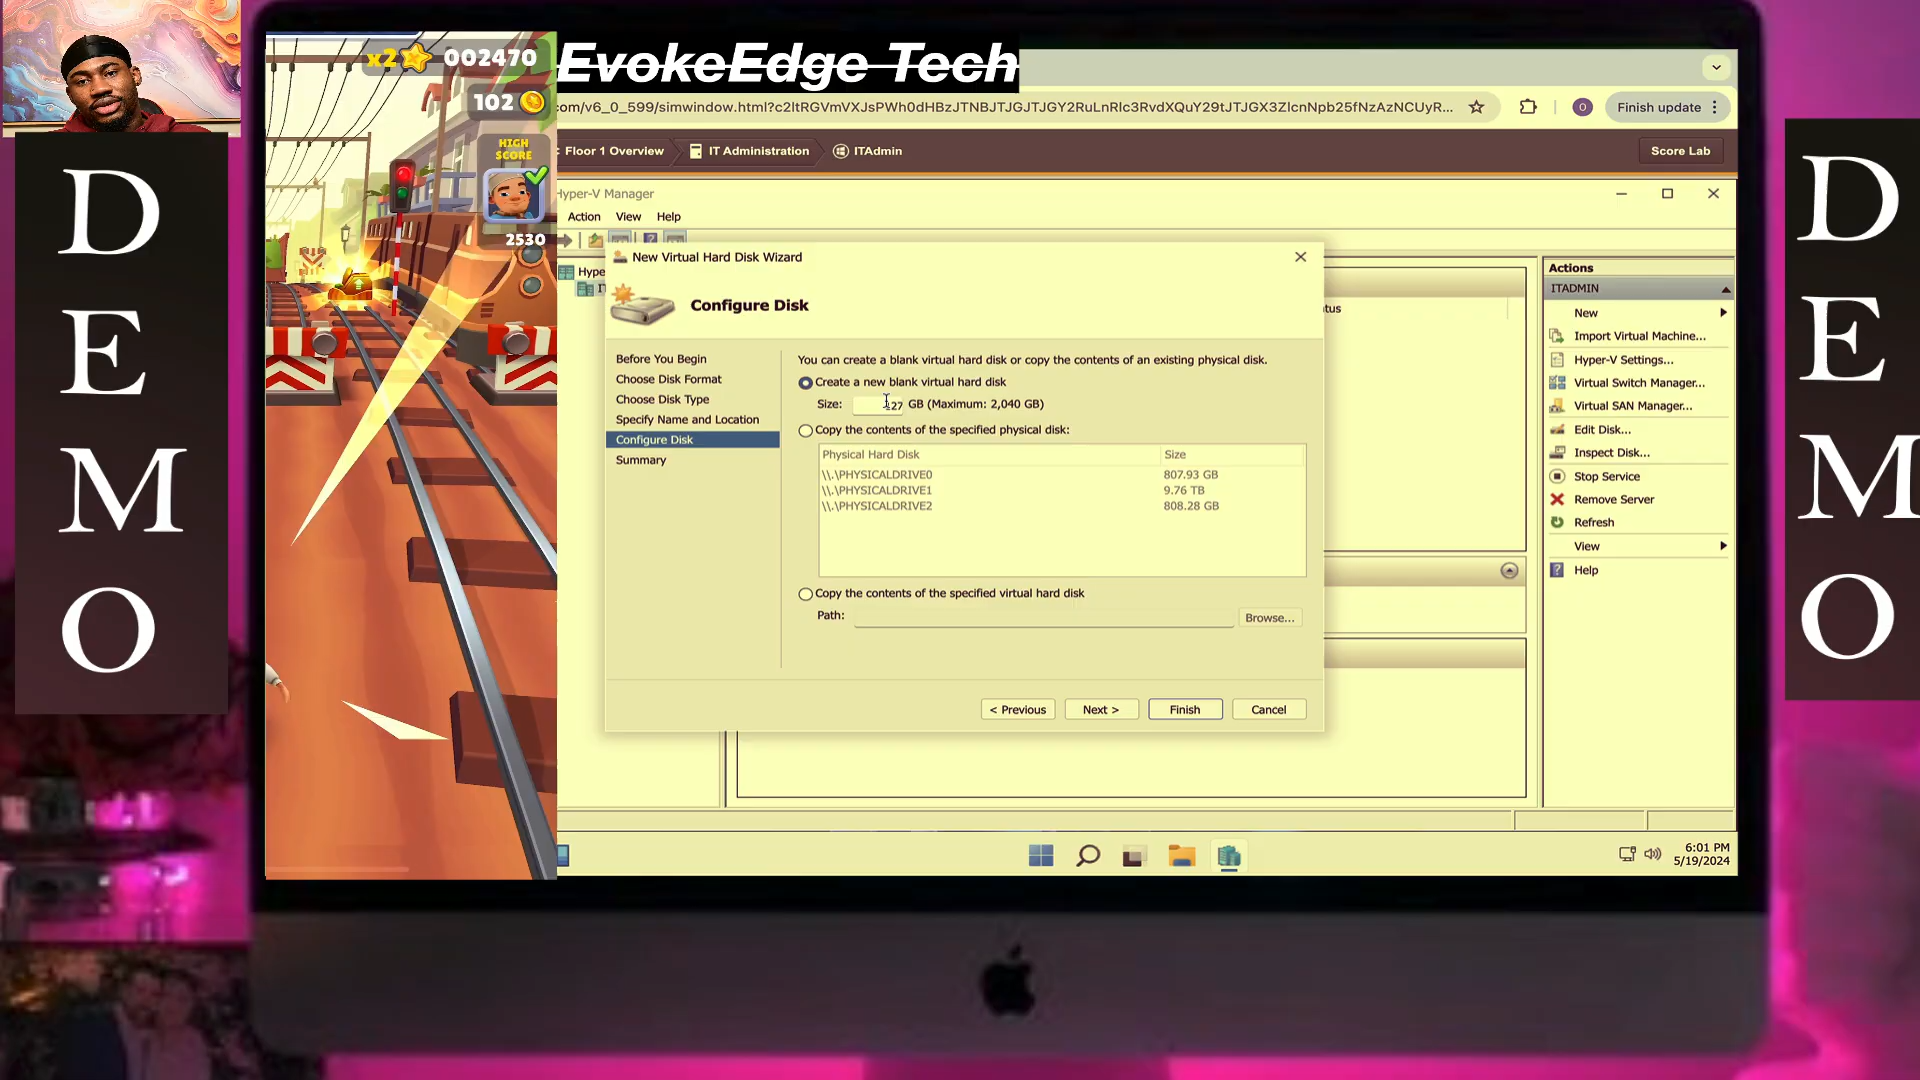 x2 002470
102
HIGH
SCORE
2530
D
E
M
O
EvokeEdge Tech
com/v6_0_599/simwindow.html?c2ltRGVmVXJsPWh0dHBzJTNBJTJGJTJGY2RuLnRlc3RvdXQuY29tJTJGX3ZlcnNpb25fNzAzNCUyR...
O
Finish update
Floor 1 Overview
IT Administration
ITAdmin
Score Lab
Hyper-V Manager
Action View Help
Hype
New Virtual Hard Disk Wizard
Configure Disk
Before You Begin
Choose Disk Format
Choose Disk Type
Specify Name and Location
Configure Disk
Summary
You can create a blank virtual hard disk or copy the contents of an existing physical disk.
Create a new blank virtual hard disk
Size: 127 GB (Maximum: 2,040 GB)
Copy the contents of the specified physical disk:
Physical Hard Disk Size
\\.\PHYSICALDRIVE0 807.93 GB
\\.\PHYSICALDRIVE1 9.76 TB
\\.\PHYSICALDRIVE2 808.28 GB
Copy the contents of the specified virtual hard disk
Path:
Browse...
< Previous
Next >
Finish
Cancel
tus
Actions
ITADMIN
New
Import Virtual Machine...
Hyper-V Settings...
Virtual Switch Manager...
Virtual SAN Manager...
Edit Disk...
Inspect Disk...
Stop Service
Remove Server
Refresh
View
Help
6:01 PM
5/19/2024
D
E
M
O